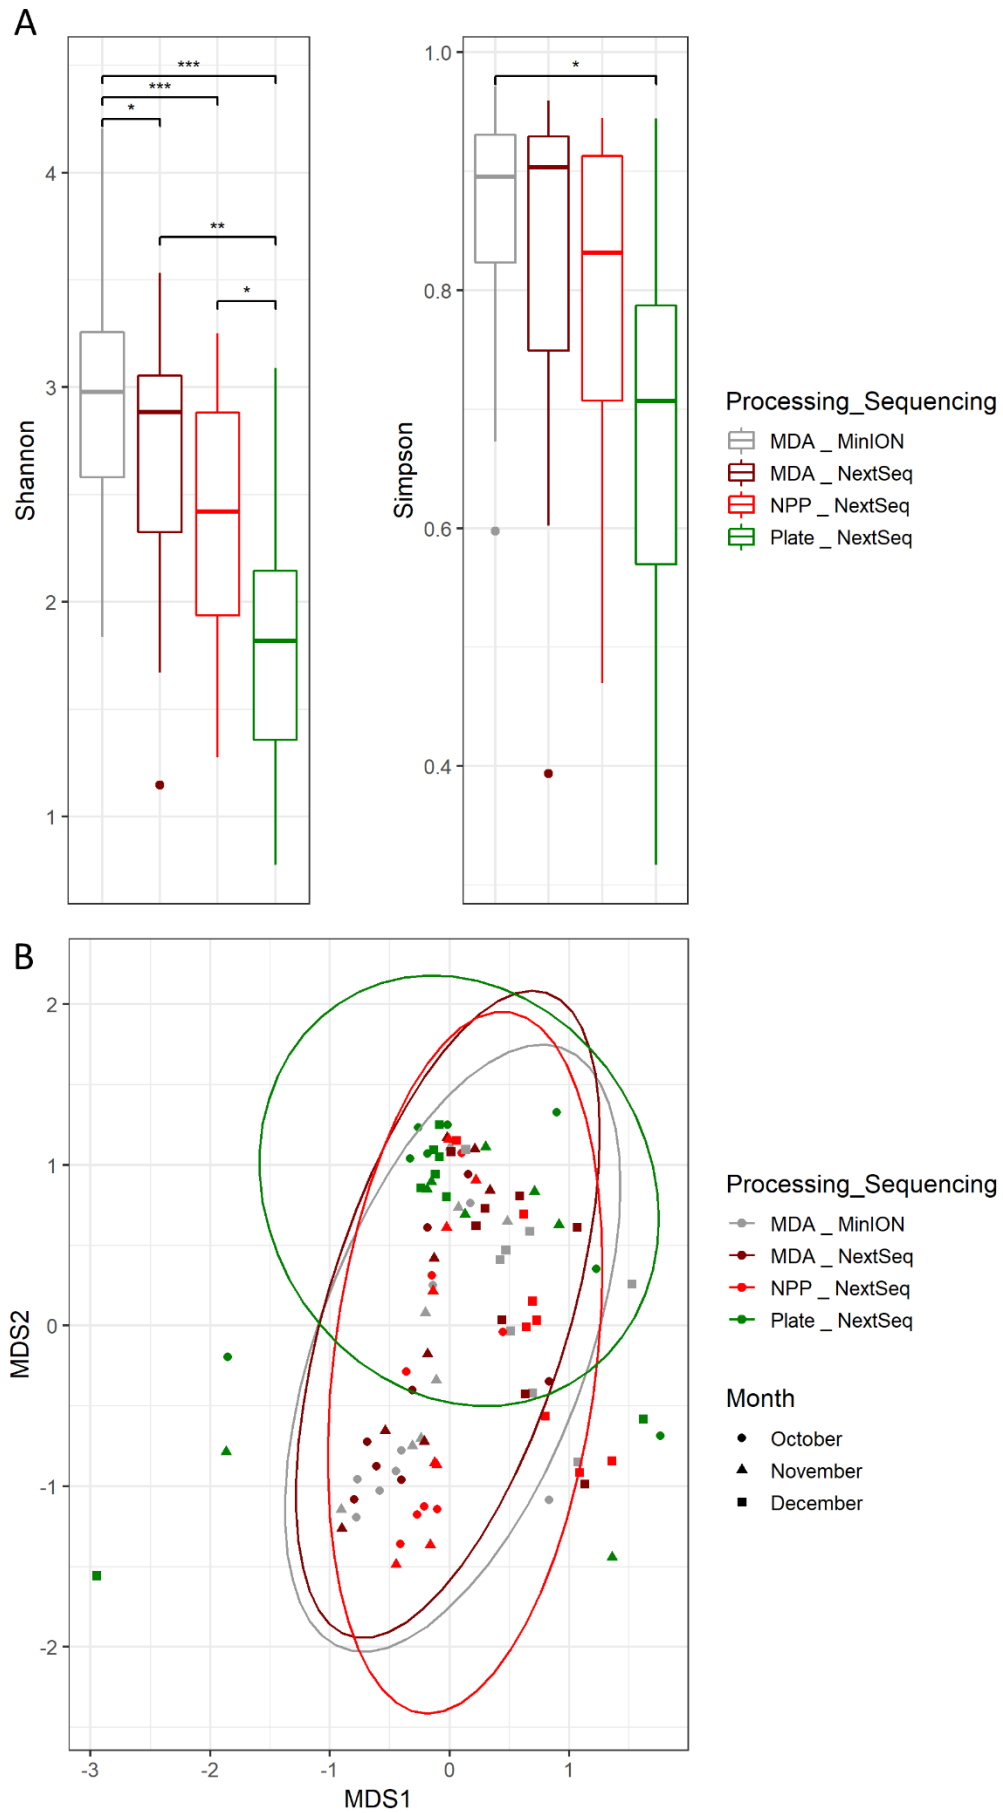 A
Shannon
4
3
2
1
***
***
*
**
*
Simpson
1.0
0.8
0.6
0.4
*
Processing_Sequencing
MDA _ MinION
MDA _ NextSeq
NPP _ NextSeq
Plate _ NextSeq
B
MDS2
2
1
0
-1
-2
-3 -2 -1 0 1
MDS1
Processing_Sequencing
MDA _ MinION
MDA _ NextSeq
NPP _ NextSeq
Plate _ NextSeq
Month
October
November
December